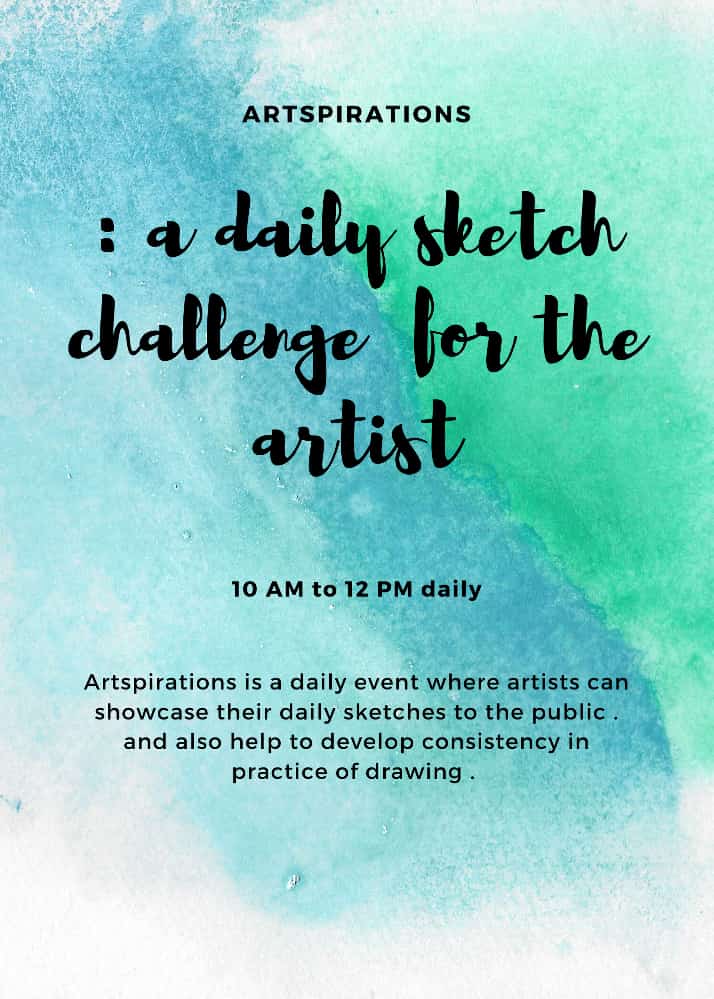 ARTSPIRATIONS
: a daily sketch
challenge for the
artist
10 AM to 12 PM daily
Artspirations is a daily event where artists can
showcase their daily sketches to the public .
and also help to develop consistency in
practice of drawing .